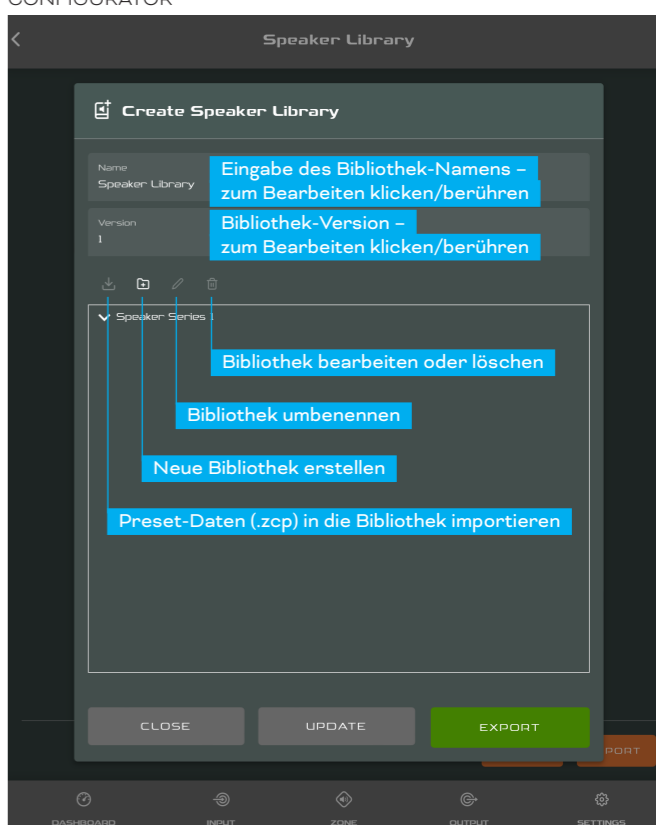 CONFIGURATOR
Speaker Library
Create Speaker Library
Name
Speaker Library
Eingabe des Bibliothek-Namens –
zum Bearbeiten klicken/berühren
Version
1
Bibliothek-Version –
zum Bearbeiten klicken/berühren
Speaker Series 1
Bibliothek bearbeiten oder löschen
Bibliothek umbenennen
Neue Bibliothek erstellen
Preset-Daten (.zcp) in die Bibliothek importieren
CLOSE
UPDATE
EXPORT
PORT
DASHBOARD
INPUT
ZONE
OUTPUT
SETTINGS